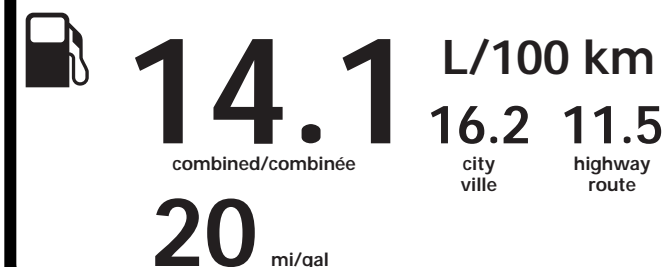 14.1 L/100 km
16.2 11.5
combined/combinée city highway
ville route
20 mi/gal